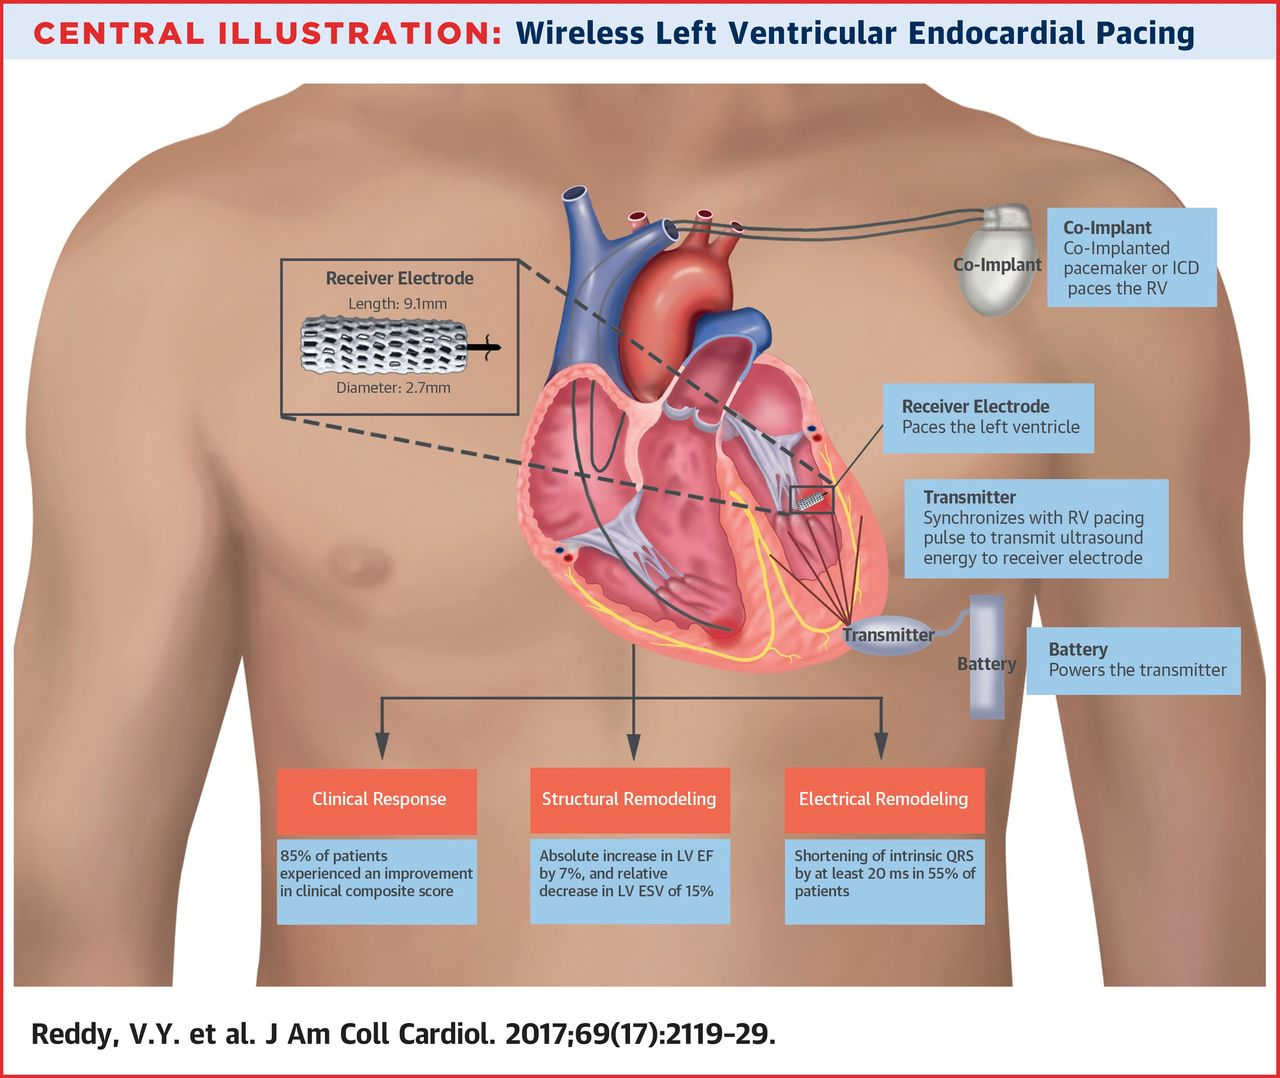 CENTRAL ILLUSTRATION: Wireless Left Ventricular Endocardial Pacing
Receiver Electrode
Length: 9.1mm
Diameter: 2.7mm
Co-Implant
Co-Implant
Co-Implanted
pacemaker or ICD
paces the RV
Receiver Electrode
Paces the left ventricle
Transmitter
Synchronizes with RV pacing
pulse to transmit ultrasound
energy to receiver electrode
Transmitter
Battery
Battery
Powers the transmitter
Clinical Response
85% of patients
experienced an improvement
in clinical composite score
Structural Remodeling
Absolute increase in LV EF
by 7%, and relative
decrease in LV ESV of 15%
Electrical Remodeling
Shortening of intrinsic QRS
by at least 20 ms in 55% of
patients
Reddy, V.Y. et al. J Am Coll Cardiol. 2017;69(17):2119–29.